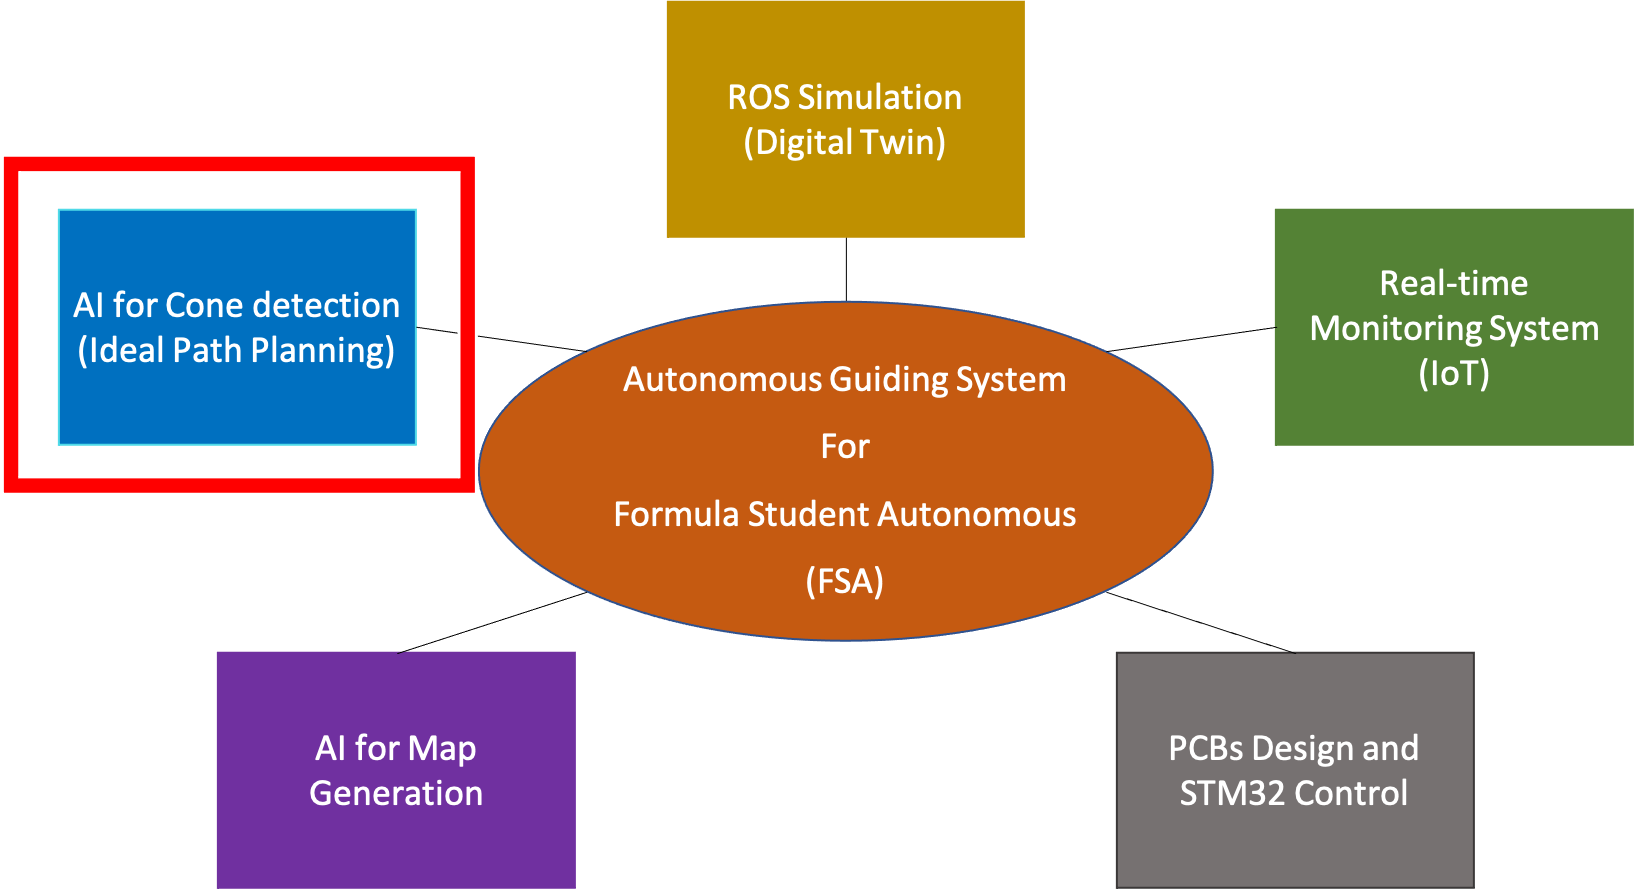 ROS Simulation
(Digital Twin)
AI for Cone detection
(Ideal Path Planning)
Real-time
Monitoring System
(IoT)
Autonomous Guiding System
For
Formula Student Autonomous
(FSA)
AI for Map
Generation
PCBs Design and
STM32 Control